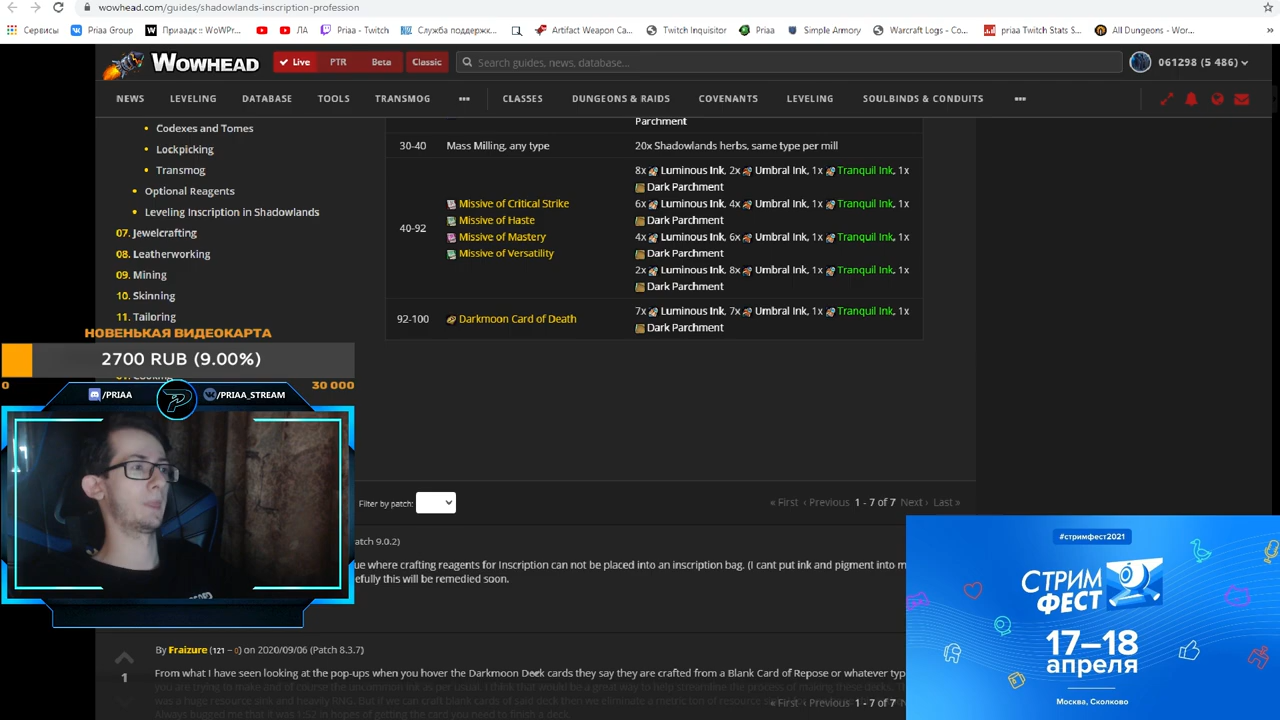 wowhead.com/guides/shadowlands-inscription-profession
Сервисы Priaa Group Приаадкс :: WoWPr... ЛА Priaa - Twitch Служба поддержк... Artifact Weapon Ca... Twitch Inquisitor Priaa Simple Armory Warcraft Logs - Co... priaa Twitch Stats S... All Dungeons - Wor... »
WOWHEAD Live PTR Beta Classic Search guides, news, database... 061298 (5 486)
NEWS LEVELING DATABASE TOOLS TRANSMOG ••• CLASSES DUNGEONS & RAIDS COVENANTS LEVELING SOULBINDS & CONDUITS •••
Codexes and Tomes
Lockpicking
Transmog
Optional Reagents
Leveling Inscription in Shadowlands
07. Jewelcrafting
08. Leatherworking
09. Mining
10. Skinning
11. Tailoring
Parchment
30-40 Mass Milling, any type 20x Shadowlands herbs, same type per mill
40-92
Missive of Critical Strike
Missive of Haste
Missive of Mastery
Missive of Versatility
8x Luminous Ink, 2x Umbral Ink, 1x Tranquil Ink, 1x
Dark Parchment
6x Luminous Ink, 4x Umbral Ink, 1x Tranquil Ink, 1x
Dark Parchment
4x Luminous Ink, 6x Umbral Ink, 1x Tranquil Ink, 1x
Dark Parchment
2x Luminous Ink, 8x Umbral Ink, 1x Tranquil Ink, 1x
Dark Parchment
92-100 Darkmoon Card of Death
7x Luminous Ink, 7x Umbral Ink, 1x Tranquil Ink, 1x
Dark Parchment
НОВЕНЬКАЯ ВИДЕОКАРТА
2700 RUB (9.00%)
0 30 000
/PRIAA /PRIAA_STREAM
Filter by patch: « First ‹ Previous 1 - 7 of 7 Next › Last »
atch 9.0.2)
ue where crafting reagents for Inscription can not be placed into an inscription bag. (I cant put ink and pigment into m
efully this will be remedied soon.
By Fraizure (121 – 0) on 2020/09/06 (Patch 8.3.7)
1
From what I have seen looking at the pop-ups when you hover the Darkmoon Deck cards they say they are crafted from a Blank Card of Repose or whatever typ
« First ‹ Previous 1 - 7 of 7 N
#стримфест2021
СТРИМ
ФЕСТ
17–18
апреля
Москва, Сколково